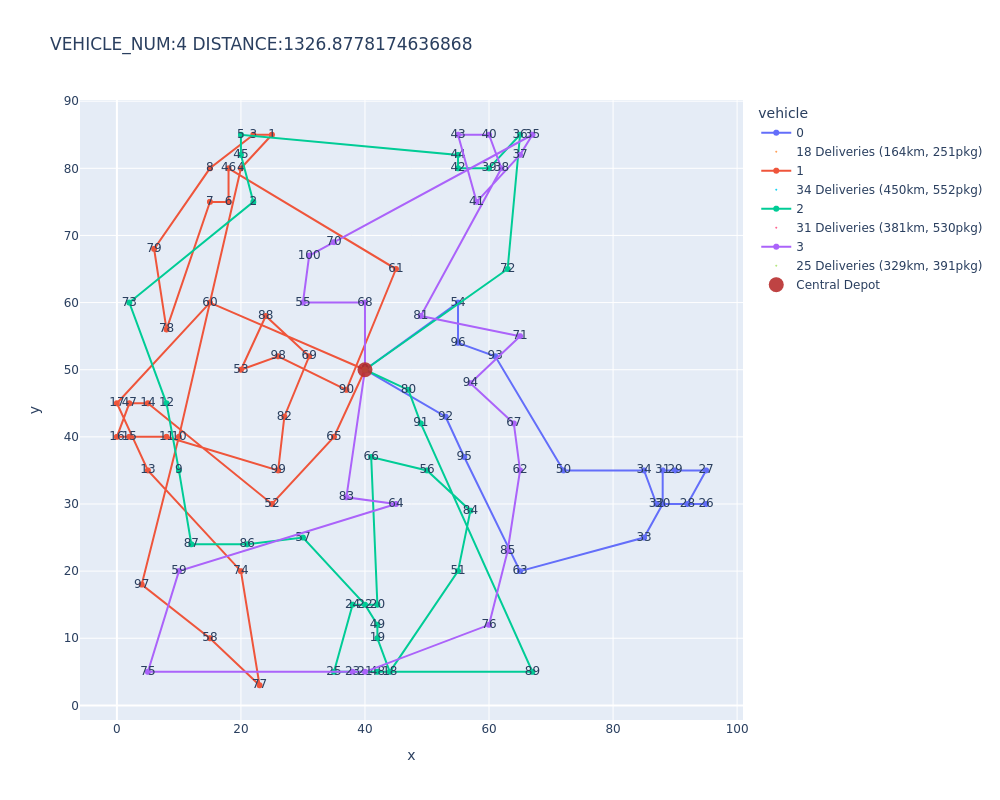 VEHICLE_NUM:4 DISTANCE:1326.8778174636868
vehicle
0
18 Deliveries (164km, 251pkg)
1
34 Deliveries (450km, 552pkg)
2
31 Deliveries (381km, 530pkg)
3
25 Deliveries (329km, 391pkg)
Central Depot
90
5 3 1 43 40 36 35
45 44 37
80 8 46 4 42 39 38
7 6 2 41
70
70
79 100
61 72
60 73 60 55 68 54
88 81
78 71
96
98 69 93
50 53
90 80 94
17 47 14 12
82 92 91 67
40 16 15 11 10 65
66 95
13 9 99 56 62 50 34 31 29 27
30 52 83 64 84 32 30 28 26
57 33
87 86 85
20 59 74 51 63
97
24 22 20
49 76
10 58 19
75 25 23 21 48 18 89
77
0
0 20 40 60 80 100
x
y